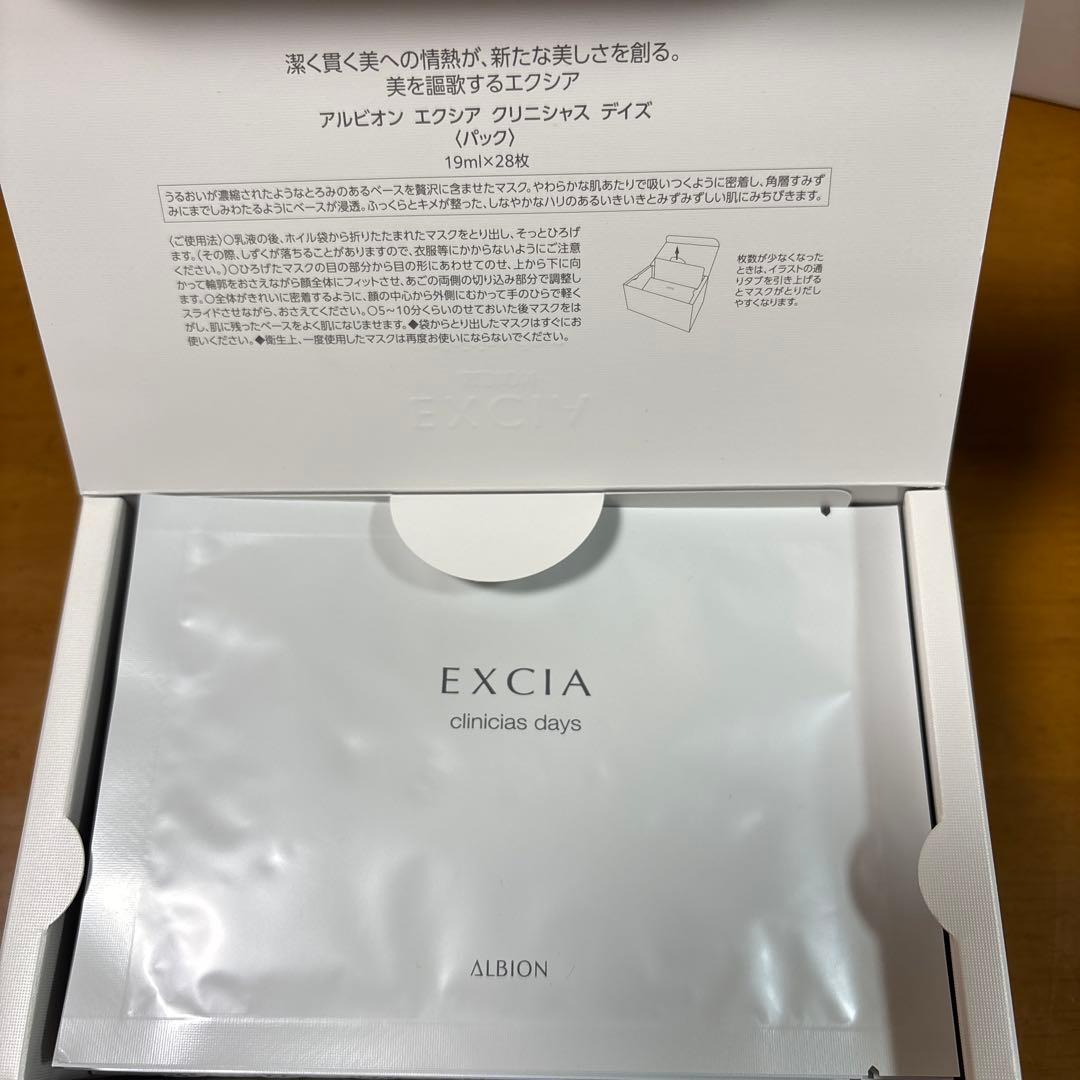 潔く貫く美への情熱が、新たな美しさを創る。
美を謳歌するエクシア
アルビオン エクシア クリニシャス デイズ
〈パック〉
19ml×28枚
うるおいが濃縮されたようなとろみのあるベースを贅沢に含ませたマスク。やわらかな肌あたりで吸いつくように密着し、角層すみず
みにまでしみわたるようにベースが浸透。ふっくらとキメが整った、しなやかなハリのあるいきいきとみずみずしい肌にみちびきます。
〈ご使用法〉○乳液の後、ホイル袋から折りたたまれたマスクをとり出し、そっとひろげ
ます。（その際、しずくが落ちることがありますので、衣服等にかからないようにご注意
ください。）○ひろげたマスクの目の部分から目の形にあわせてのせ、上から下に向
かって輪郭をおさえながら顔全体にフィットさせ、あごの両側の切り込み部分で調整し
ます。○全体がきれいに密着するように、顔の中心から外側にむかって手のひらで軽く
スライドさせながら、おさえてください。○5～10分くらいのせておいた後マスクをは
がし、肌に残ったベースをよく肌になじませます。◆袋からとり出したマスクはすぐにお
使いください。◆衛生上、一度使用したマスクは再度お使いにならないでください。
枚数が少なくなった
ときは、イラストの通
りタブを引き上げる
とマスクがとりだし
やすくなります。
ALBION
EXCIA
EXCIA
clinicias days
ALBION